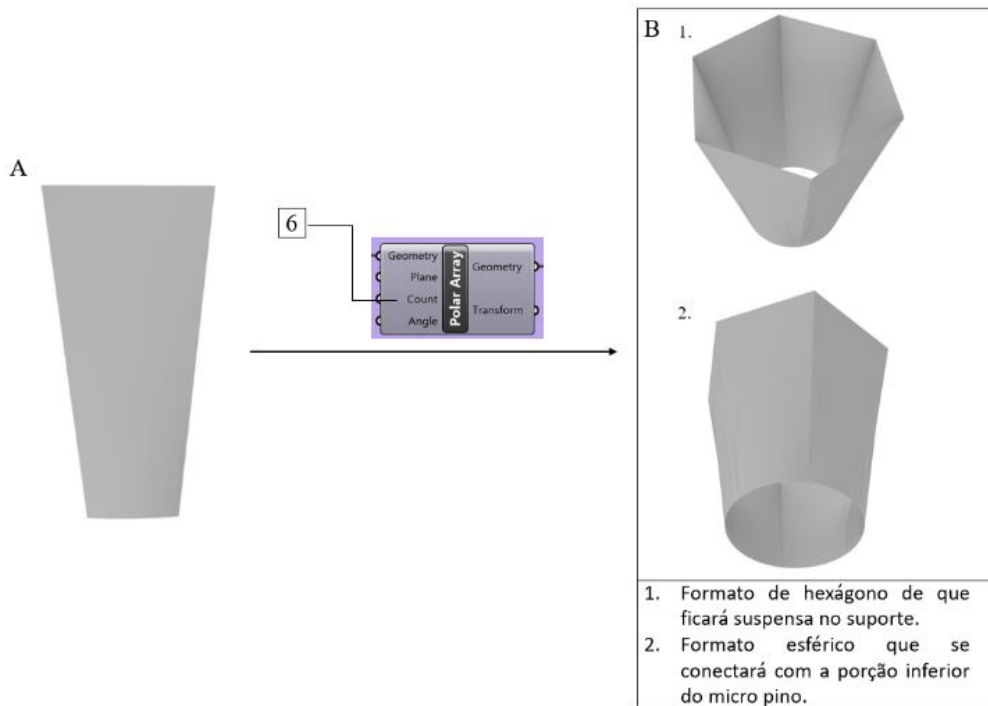 A
6
Geometry
Plane
Count
Angle
Polar Array
Geometry
Transform
B
1.
2.
1. Formato de hexágono de que
ficará suspensa no suporte.
2. Formato esférico que se
conectará com a porção inferior
do micro pino.